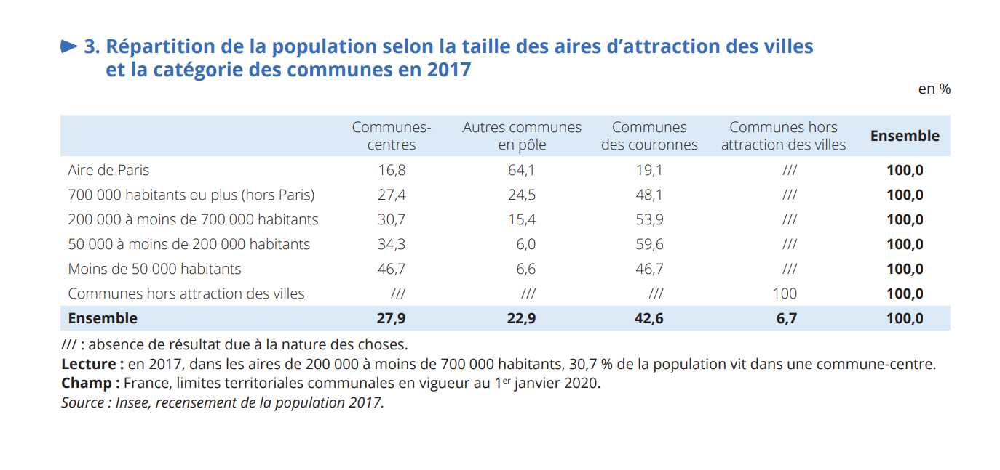 ► 3. Répartition de la population selon la taille des aires d’attraction des villes
et la catégorie des communes en 2017
en %
Communes-centres Autres communes en pôle Communes des couronnes Communes hors attraction des villes Ensemble
Aire de Paris 16,8 64,1 19,1 /// 100,0
700 000 habitants ou plus (hors Paris) 27,4 24,5 48,1 /// 100,0
200 000 à moins de 700 000 habitants 30,7 15,4 53,9 /// 100,0
50 000 à moins de 200 000 habitants 34,3 6,0 59,6 /// 100,0
Moins de 50 000 habitants 46,7 6,6 46,7 /// 100,0
Communes hors attraction des villes /// /// /// 100 100,0
Ensemble 27,9 22,9 42,6 6,7 100,0
/// : absence de résultat due à la nature des choses.
Lecture : en 2017, dans les aires de 200 000 à moins de 700 000 habitants, 30,7 % de la population vit dans une commune-centre.
Champ : France, limites territoriales communales en vigueur au 1er janvier 2020.
Source : Insee, recensement de la population 2017.